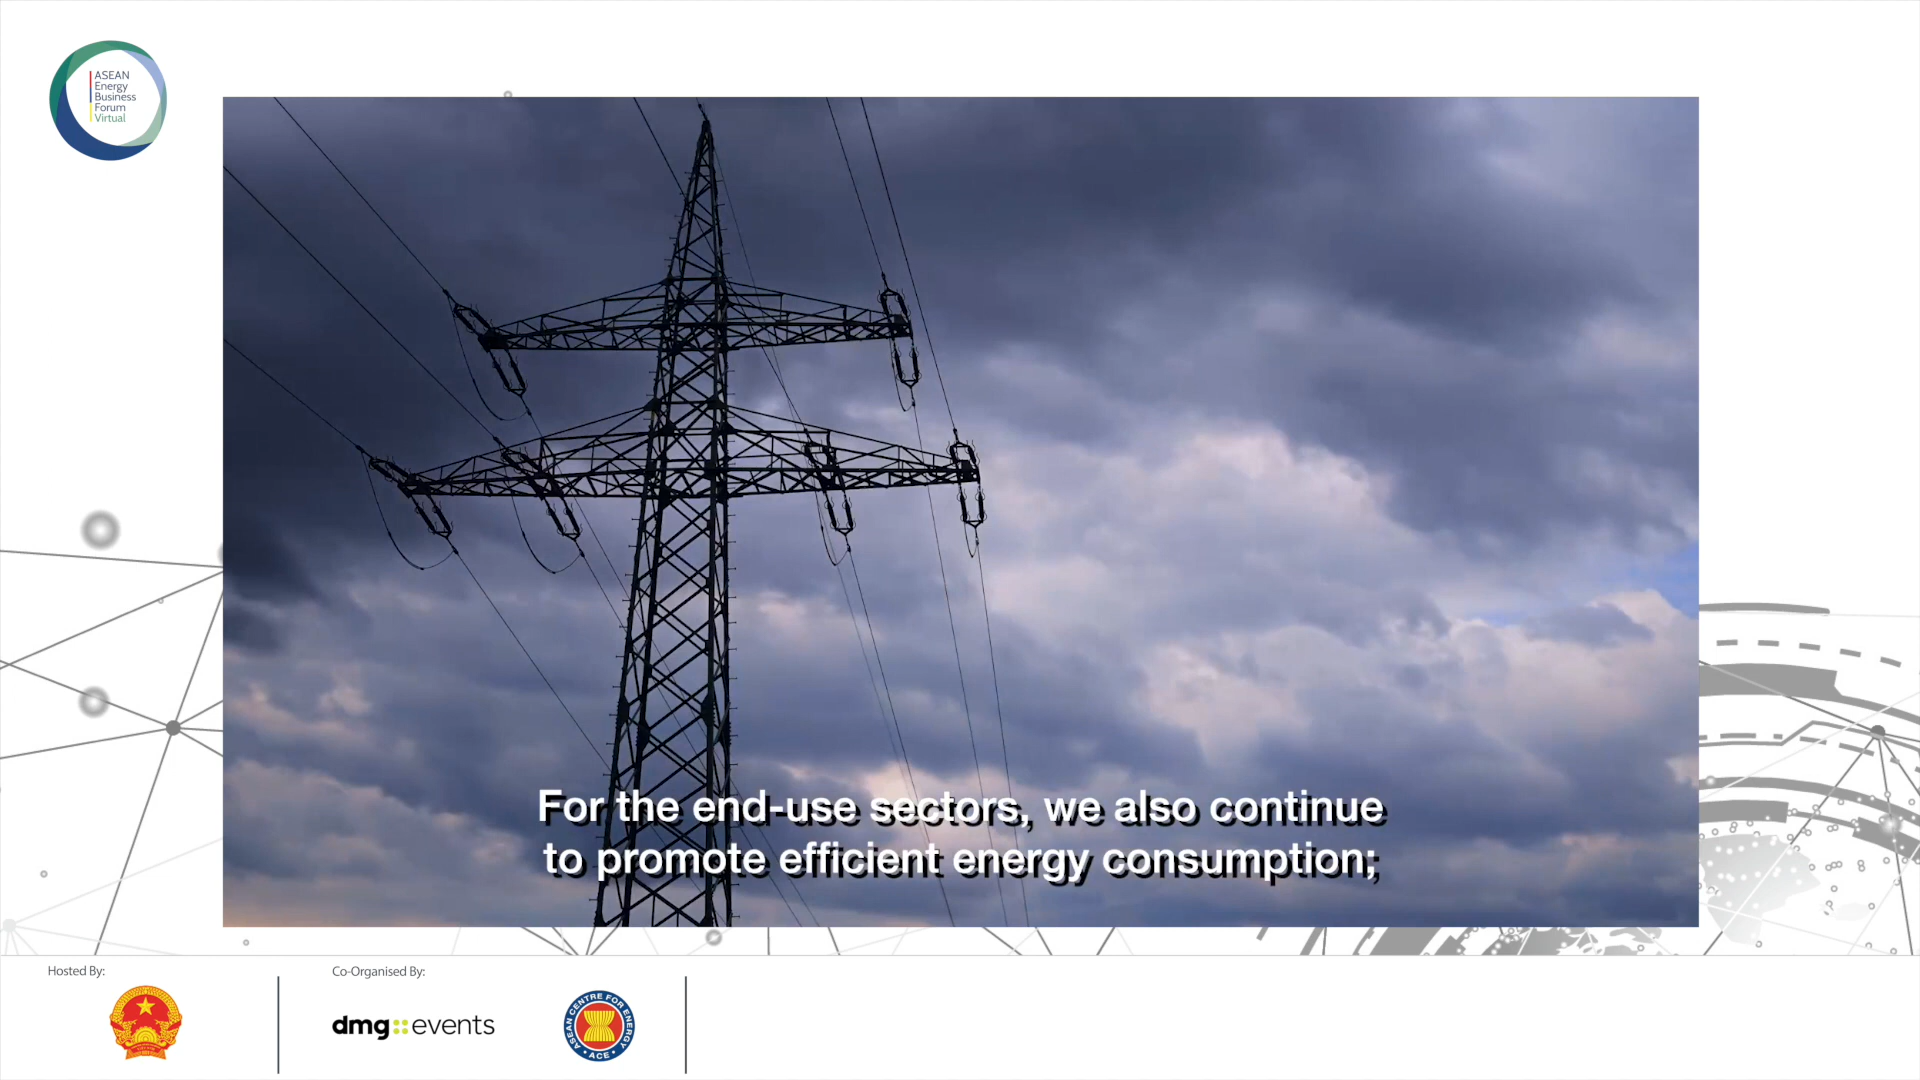 ASEAN
Energy
Business
Forum
Virtual
For the end-use sectors, we also continue
to promote efficient energy consumption;
Hosted By:
Co-Organised By:
dmg::events
ASEAN CENTRE FOR ENERGY
• ACE •